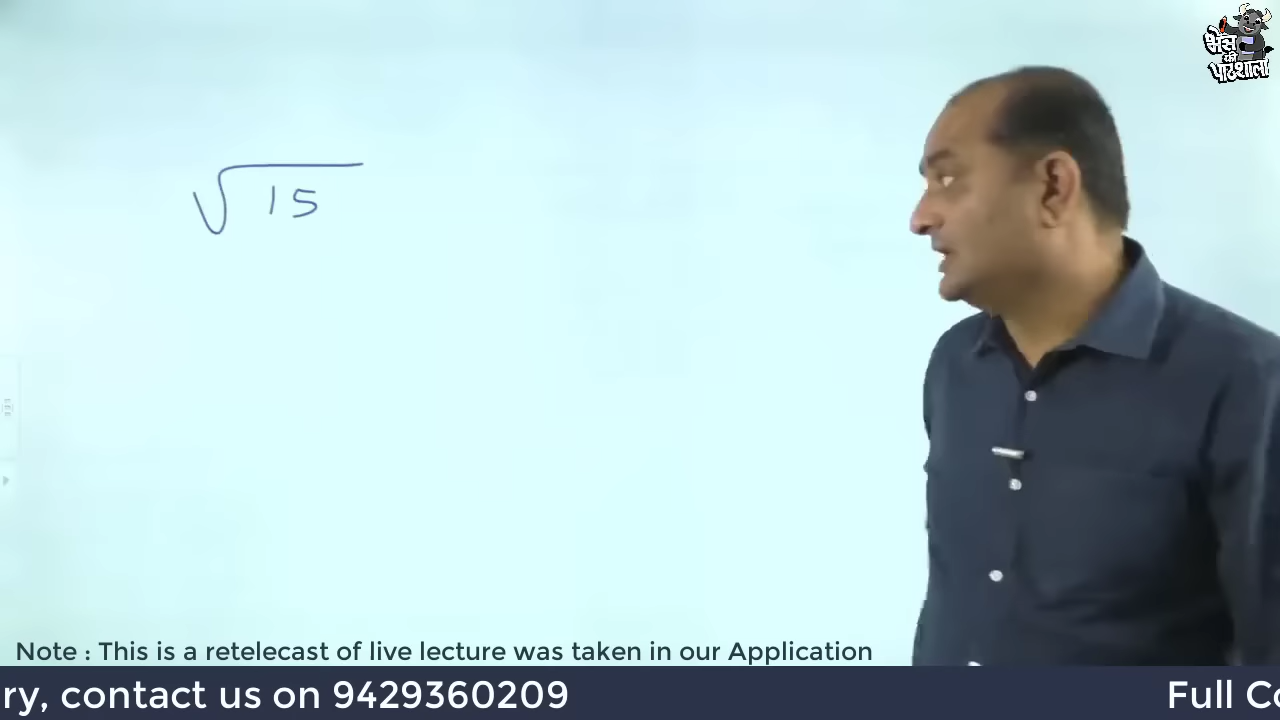 भैंस
की
पाठशाला
√15
Note : This is a retelecast of live lecture was taken in our Application
ry, contact us on 9429360209
Full Co